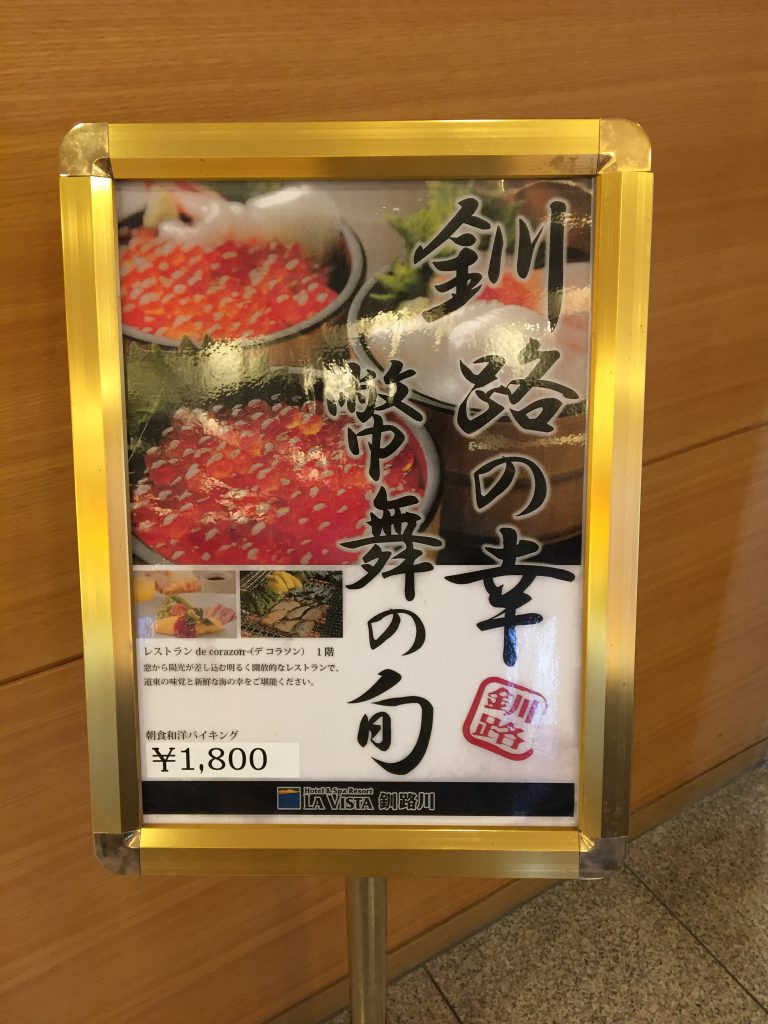 釧路の幸
幣舞の旬
釧路
レストラン de corazon(デ コラソン) 1階
窓から陽光が差し込む明るく開放的なレストランで、
道東の味覚と新鮮な海の幸をご堪能ください。
朝食和洋バイキング
¥1,800
Hotel & Spa Resort
LA VISTA 釧路川